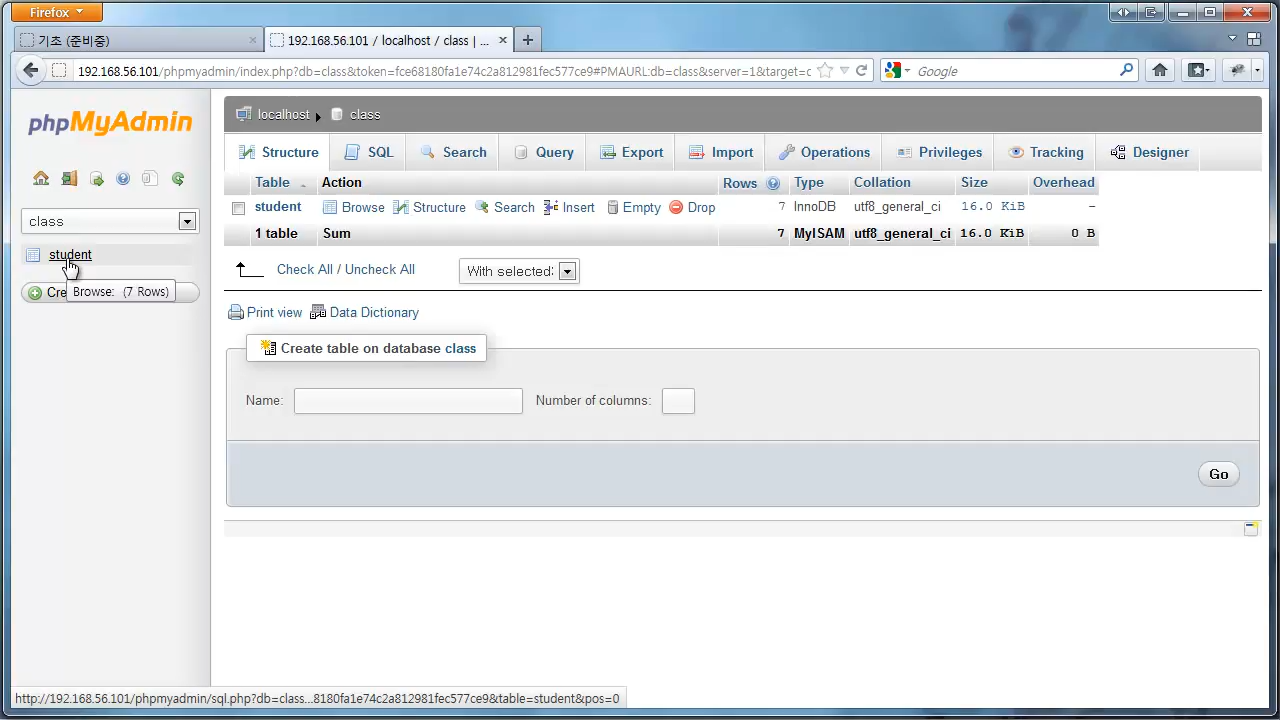 Firefox
기초 (준비중)
192.168.56.101 / localhost / class | ...
192.168.56.101/phpmyadmin/index.php?db=class&token=fce68180fa1e74c2a812981fec577ce9#PMAURL:db=class&server=1&target=c
Google
phpMyAdmin
localhost
class
Structure
SQL
Search
Query
Export
Import
Operations
Privileges
Tracking
Designer
class
student
Cre
Browse: (7 Rows)
Table Action Rows Type Collation Size Overhead
student Browse Structure Search Insert Empty Drop 7 InnoDB utf8_general_ci 16.0 KiB -
1 table Sum 7 MyISAM utf8_general_ci 16.0 KiB 0 B
Check All / Uncheck All
With selected:
Print view Data Dictionary
Create table on database class
Name:
Number of columns:
Go
http://192.168.56.101/phpmyadmin/sql.php?db=class...8180fa1e74c2a812981fec577ce9&table=student&pos=0